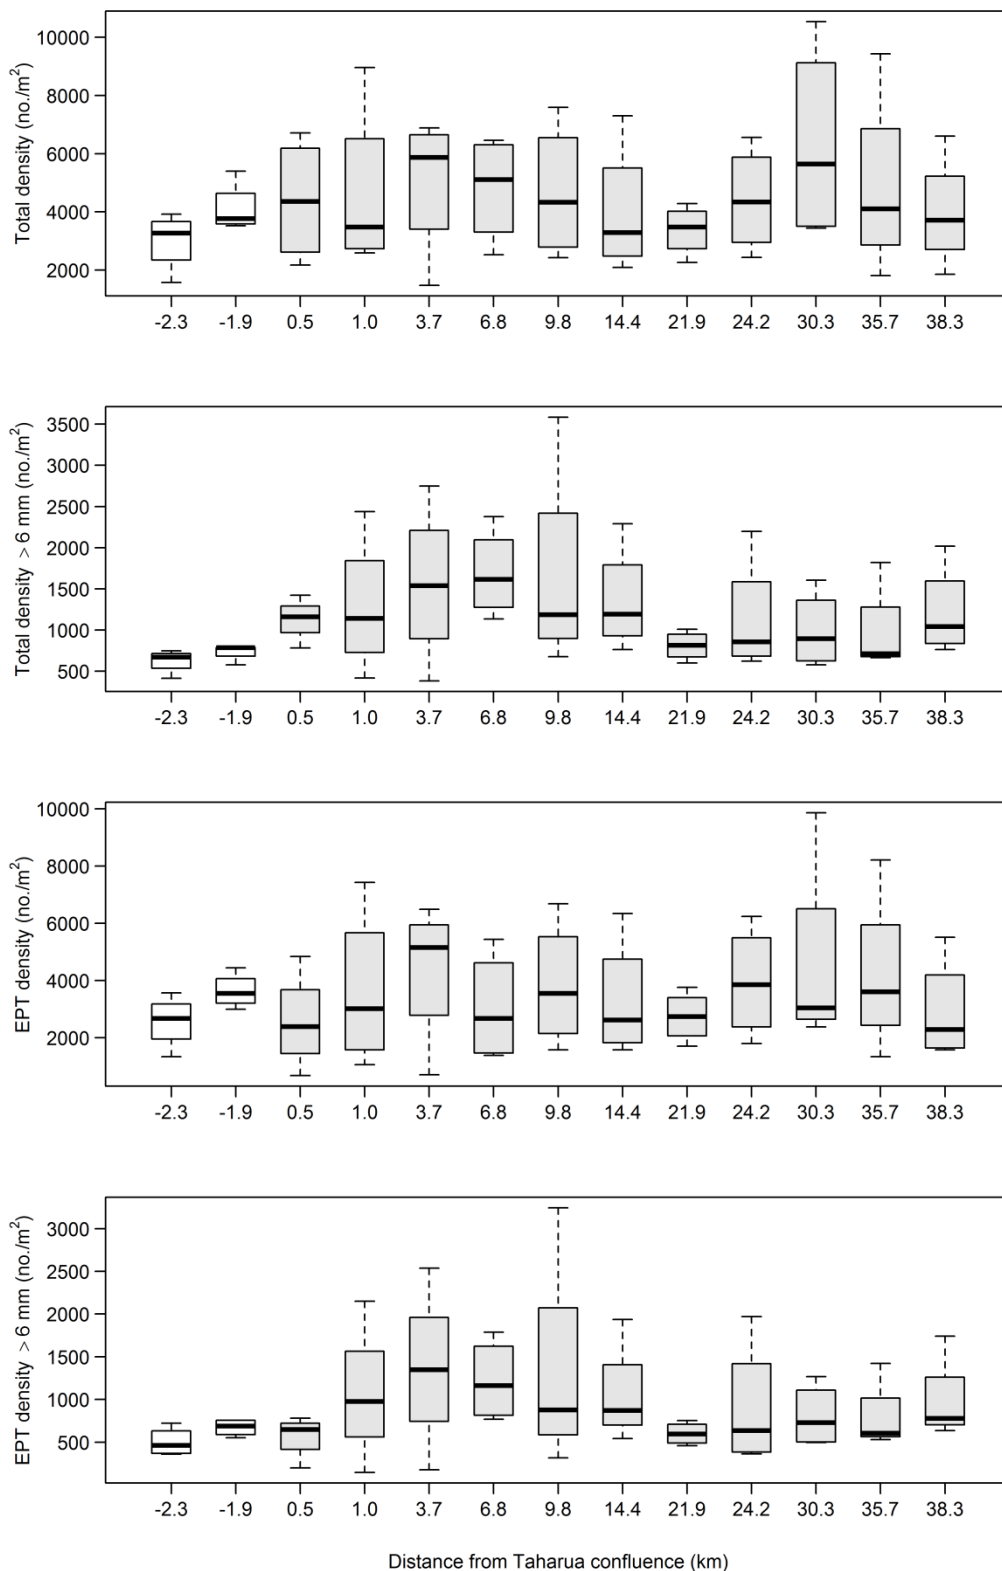 Total density (no./m²)
10000
8000
6000
4000
2000
-2.3 -1.9 0.5 1.0 3.7 6.8 9.8 14.4 21.9 24.2 30.3 35.7 38.3
Total density > 6 mm (no./m²)
3500
3000
2500
2000
1500
1000
500
-2.3 -1.9 0.5 1.0 3.7 6.8 9.8 14.4 21.9 24.2 30.3 35.7 38.3
EPT density (no./m²)
10000
8000
6000
4000
2000
-2.3 -1.9 0.5 1.0 3.7 6.8 9.8 14.4 21.9 24.2 30.3 35.7 38.3
EPT density > 6 mm (no./m²)
3000
2500
2000
1500
1000
500
-2.3 -1.9 0.5 1.0 3.7 6.8 9.8 14.4 21.9 24.2 30.3 35.7 38.3
Distance from Taharua confluence (km)